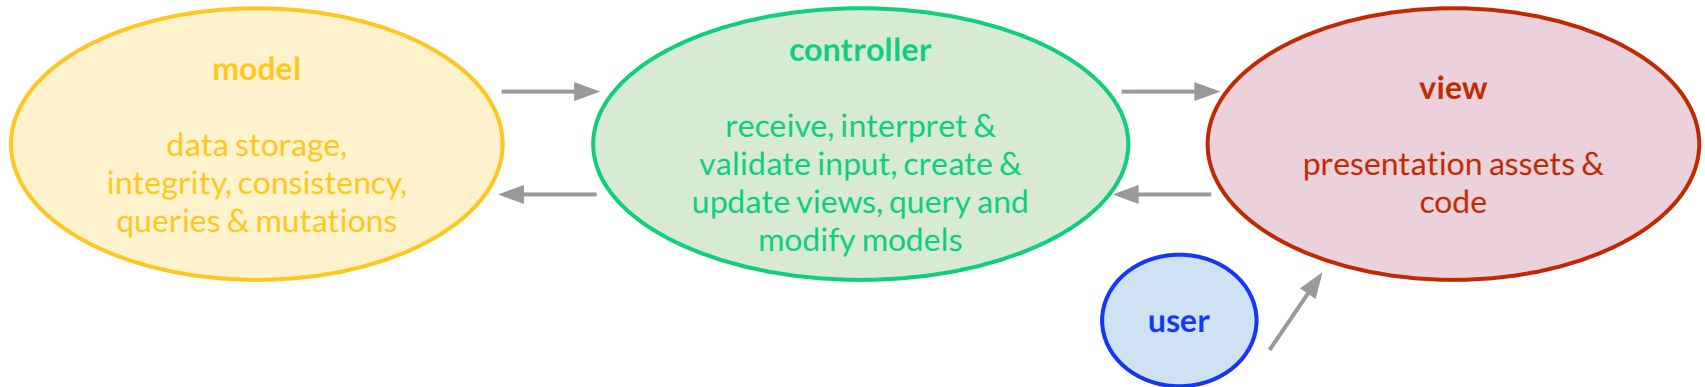 model
data storage,
integrity, consistency,
queries & mutations
controller
receive, interpret &
validate input, create &
update views, query and
modify models
view
presentation assets &
code
user